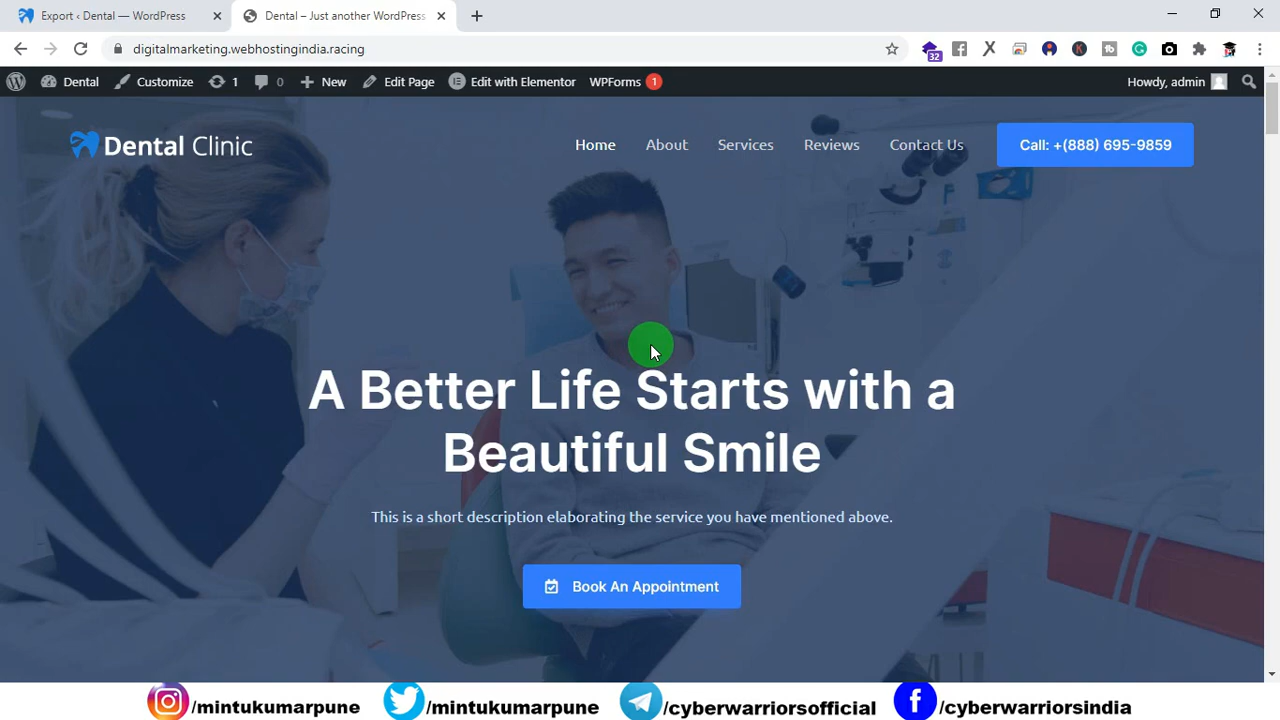 Export ‹ Dental — WordPress
Dental – Just another WordPress
digitalmarketing.webhostingindia.racing
32
Dental Customize 1 0 New Edit Page Edit with Elementor WPForms 1 Howdy, admin
Dental Clinic
Home About Services Reviews Contact Us Call: +(888) 695-9859
A Better Life Starts with a
Beautiful Smile
This is a short description elaborating the service you have mentioned above.
Book An Appointment
/mintukumarpune /mintukumarpune /cyberwarriorsofficial /cyberwarriorsindia